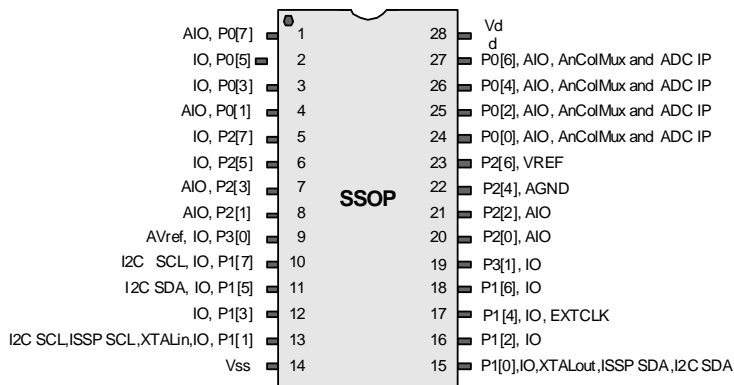 AIO, P0[7] 1 28 Vd
d
IO, P0[5] 2 27 P0[6], AIO, AnColMux and ADC IP
IO, P0[3] 3 26 P0[4], AIO, AnColMux and ADC IP
AIO, P0[1] 4 25 P0[2], AIO, AnColMux and ADC IP
IO, P2[7] 5 24 P0[0], AIO, AnColMux and ADC IP
IO, P2[5] 6 23 P2[6], VREF
AIO, P2[3] 7 SSOP 22 P2[4], AGND
AIO, P2[1] 8 21 P2[2], AIO
AVref, IO, P3[0] 9 20 P2[0], AIO
I2C SCL, IO, P1[7] 10 19 P3[1], IO
I2C SDA, IO, P1[5] 11 18 P1[6], IO
IO, P1[3] 12 17 P1[4], IO, EXTCLK
I2C SCL,ISSP SCL,XTALin,IO, P1[1] 13 16 P1[2], IO
Vss 14 15 P1[0],IO,XTALout,ISSP SDA,I2C SDA